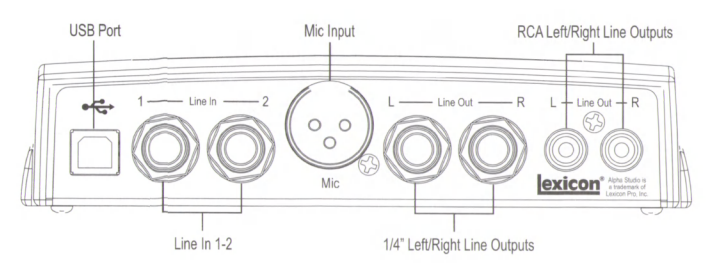 USB Port
Mic Input
RCA Left/Right Line Outputs
1 Line In 2
L Line Out R
L Line Out R
Mic
lexicon®
Alpha Studio is
a trademark of
Lexicon Pro, Inc.
Line In 1-2
1/4" Left/Right Line Outputs